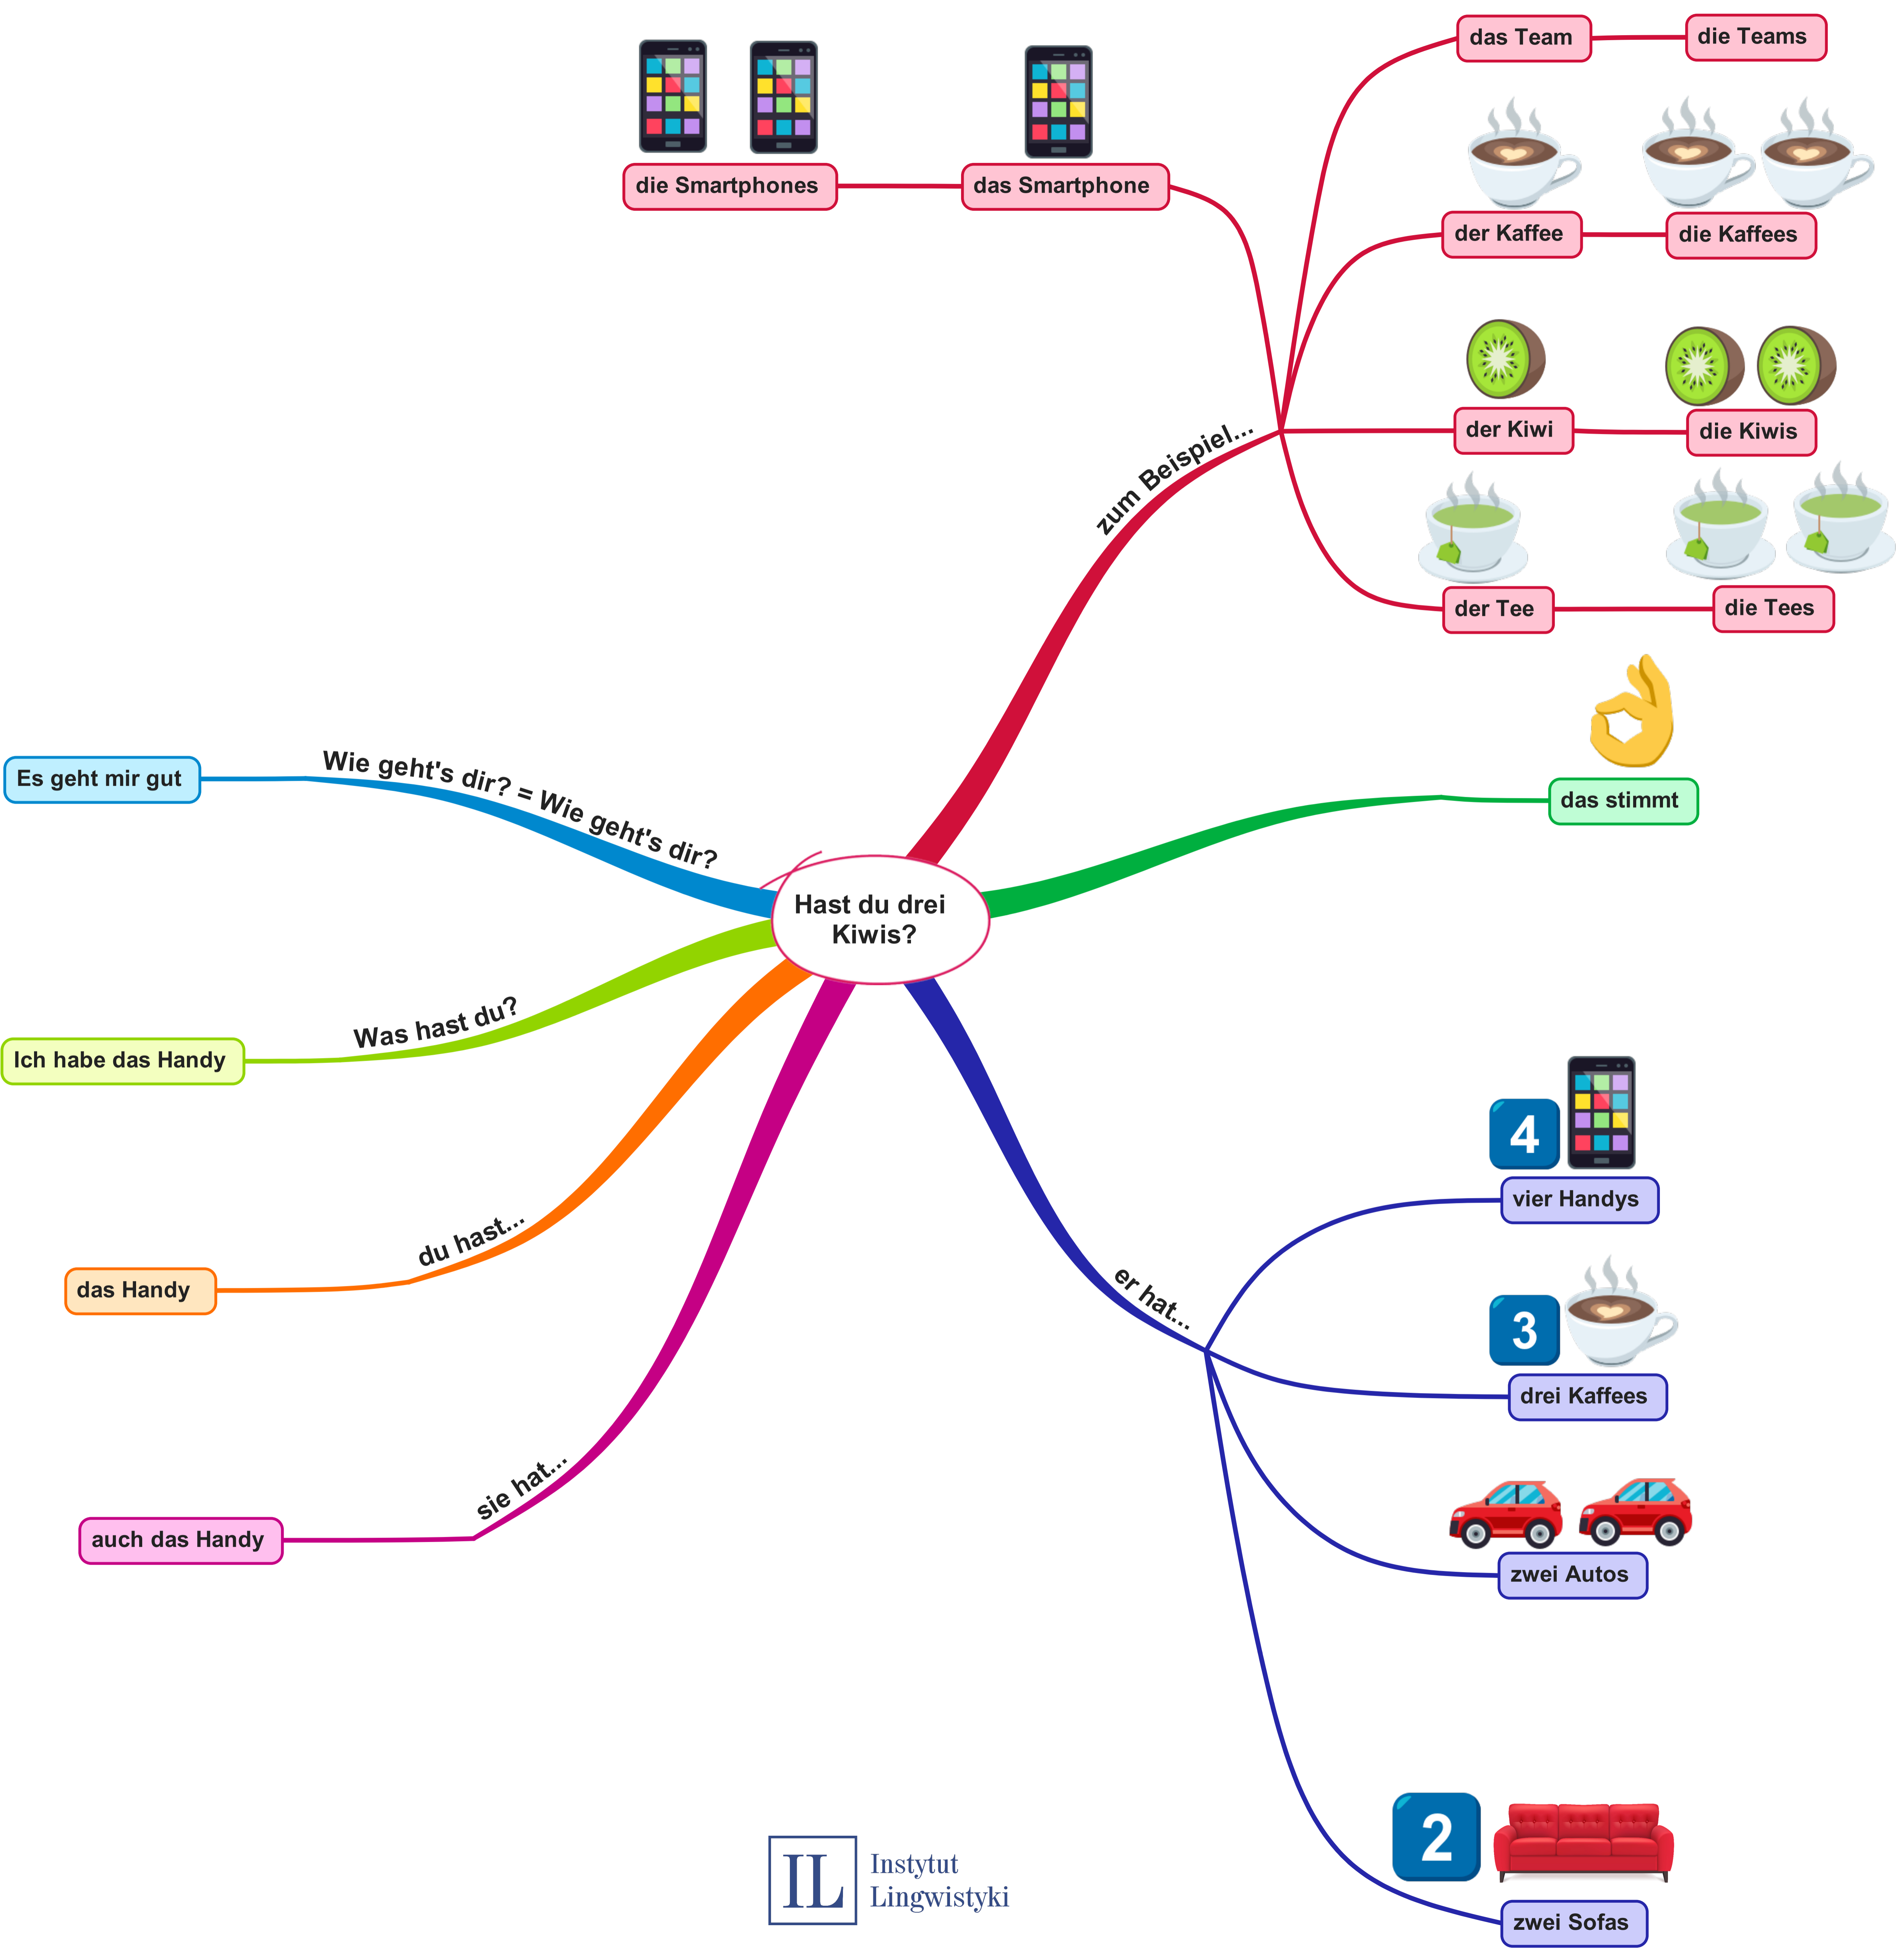 Hast du drei
Kiwis?
zum Beispiel...
das Team
die Teams
der Kaffee
die Kaffees
der Kiwi
die Kiwis
der Tee
die Tees
das Smartphone
die Smartphones
das stimmt
er hat...
4
vier Handys
3
drei Kaffees
zwei Autos
2
zwei Sofas
sie hat...
auch das Handy
du hast...
das Handy
Was hast du?
Ich habe das Handy
Wie geht's dir? = Wie geht's dir?
Es geht mir gut
IL
Instytut
Lingwistyki